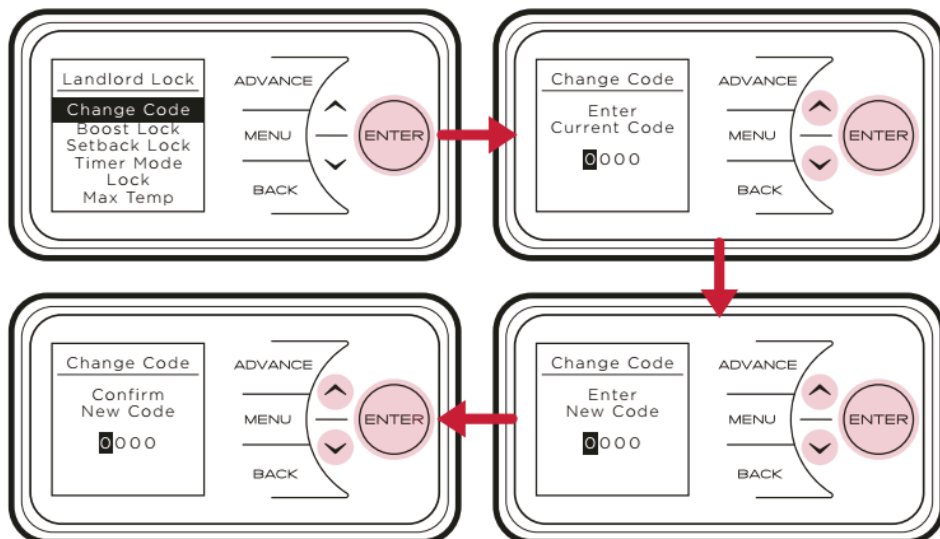 Landlord Lock
Change Code
Boost Lock
Setback Lock
Timer Mode
Lock
Max Temp
ADVANCE
MENU
BACK
ENTER
Change Code
Enter
Current Code
0000
ADVANCE
MENU
BACK
ENTER
Change Code
Confirm
New Code
0000
ADVANCE
MENU
BACK
ENTER
Change Code
Enter
New Code
0000
ADVANCE
MENU
BACK
ENTER